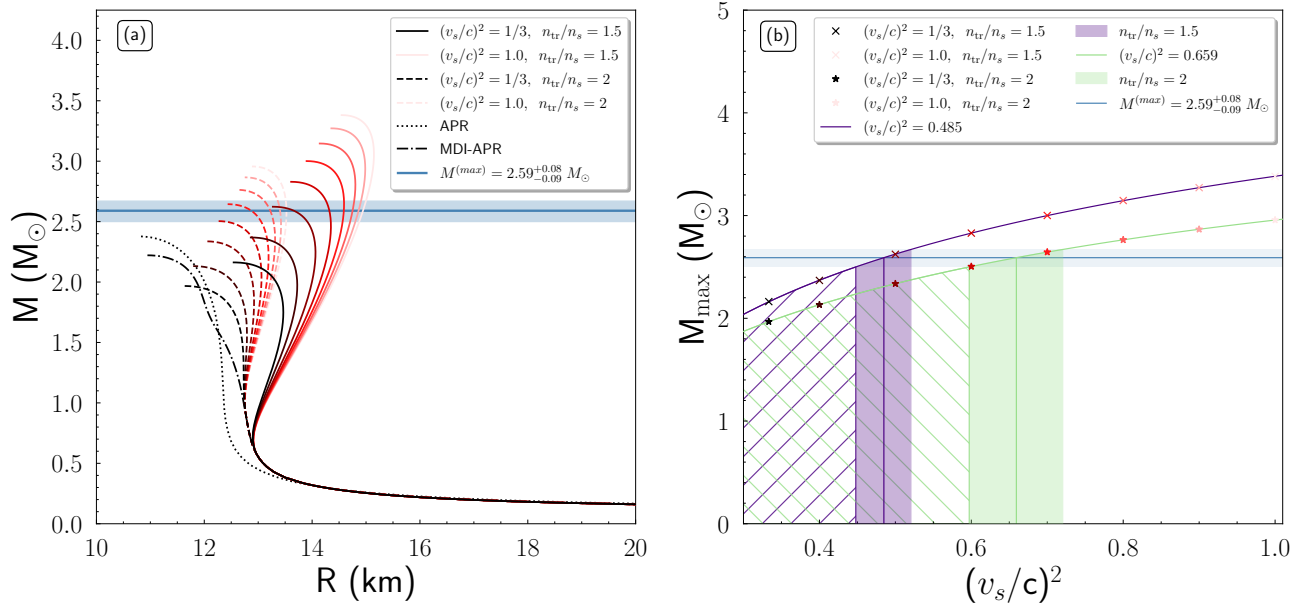 (a)
(v_s/c)^2 = 1/3, n_tr/n_s = 1.5
(v_s/c)^2 = 1.0, n_tr/n_s = 1.5
(v_s/c)^2 = 1/3, n_tr/n_s = 2
(v_s/c)^2 = 1.0, n_tr/n_s = 2
APR
MDI-APR
M^(max) = 2.59^{+0.08}_{-0.09} M_⊙
4.0
3.5
3.0
2.5
2.0
1.5
1.0
0.5
0.0
M (M_⊙)
10 12 14 16 18 20
R (km)
(b)
(v_s/c)^2 = 1/3, n_tr/n_s = 1.5
(v_s/c)^2 = 1.0, n_tr/n_s = 1.5
(v_s/c)^2 = 1/3, n_tr/n_s = 2
(v_s/c)^2 = 1.0, n_tr/n_s = 2
(v_s/c)^2 = 0.485
n_tr/n_s = 1.5
(v_s/c)^2 = 0.659
n_tr/n_s = 2
M^(max) = 2.59^{+0.08}_{-0.09} M_⊙
5
4
3
2
1
0
M_max (M_⊙)
0.4 0.6 0.8 1.0
(v_s/c)^2